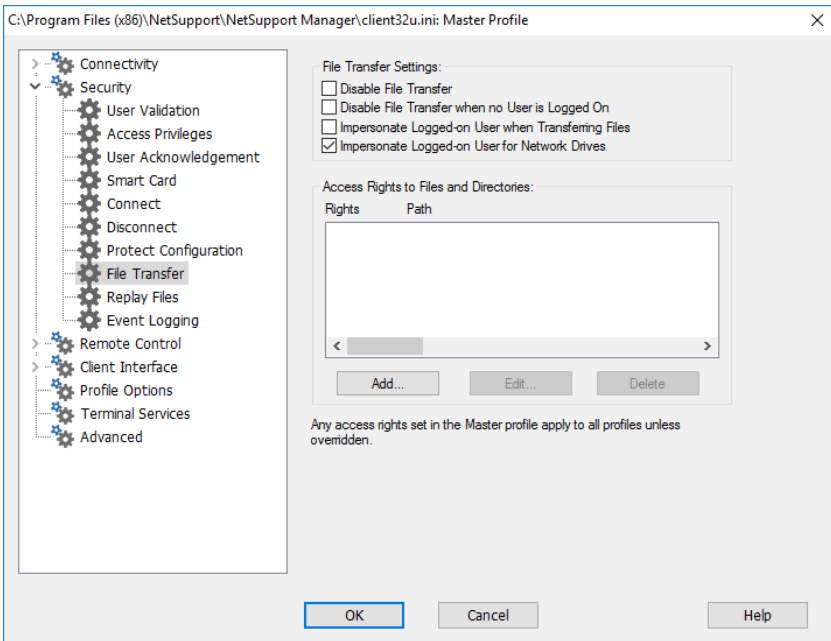 C:\Program Files (x86)\NetSupport\NetSupport Manager\client32u.ini: Master Profile
Connectivity
Security
User Validation
Access Privileges
User Acknowledgement
Smart Card
Connect
Disconnect
Protect Configuration
File Transfer
Replay Files
Event Logging
Remote Control
Client Interface
Profile Options
Terminal Services
Advanced
File Transfer Settings:
Disable File Transfer
Disable File Transfer when no User is Logged On
Impersonate Logged-on User when Transferring Files
Impersonate Logged-on User for Network Drives
Access Rights to Files and Directories:
Rights Path
Add... Edit... Delete
Any access rights set in the Master profile apply to all profiles unless
overridden.
OK Cancel Help